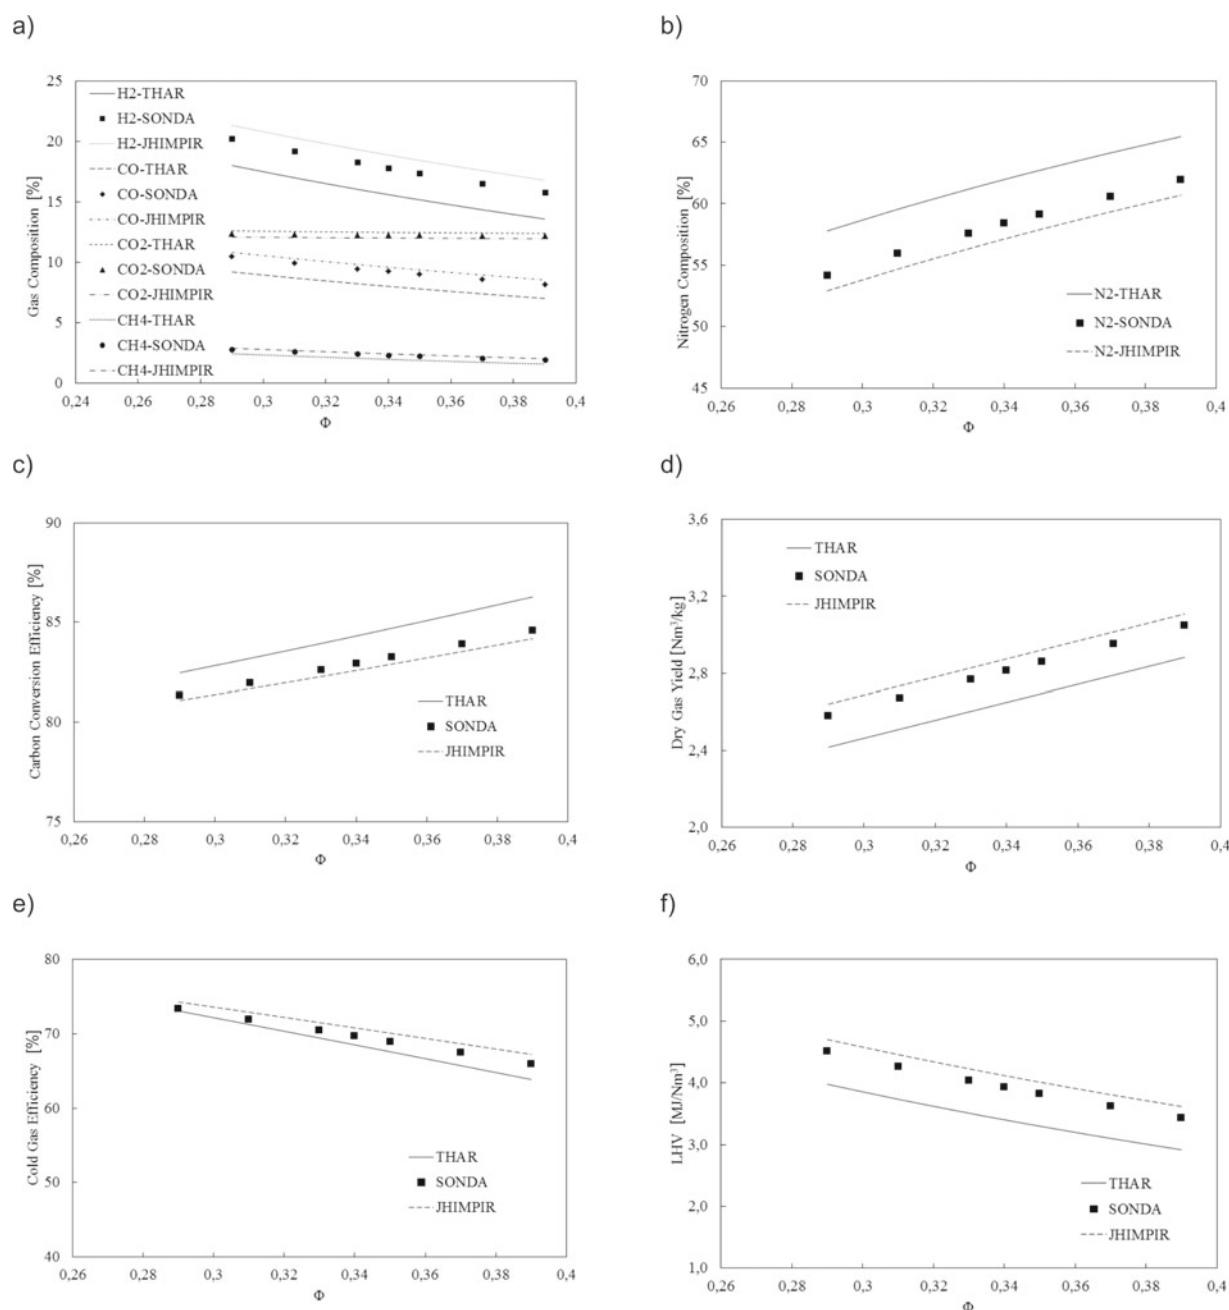 a)
25
20
15
10
5
0
Gas Composition [%]
H2-THAR
H2-SONDA
H2-JHIMPIR
CO-THAR
CO-SONDA
CO-JHIMPIR
CO2-THAR
CO2-SONDA
CO2-JHIMPIR
CH4-THAR
CH4-SONDA
CH4-JHIMPIR
0,24 0,26 0,28 0,3 0,32 0,34 0,36 0,38 0,4
Φ
b)
70
65
60
55
50
45
Nitrogen Composition [%]
N2-THAR
N2-SONDA
N2-JHIMPIR
0,26 0,28 0,3 0,32 0,34 0,36 0,38 0,4
Φ
c)
90
85
80
75
Carbon Conversion Efficiency [%]
THAR
SONDA
JHIMPIR
0,26 0,28 0,3 0,32 0,34 0,36 0,38 0,4
Φ
d)
3,6
3,2
2,8
2,4
2,0
Dry Gas Yield [Nm³/kg]
THAR
SONDA
JHIMPIR
0,26 0,28 0,3 0,32 0,34 0,36 0,38 0,4
Φ
e)
80
70
60
50
40
Cold Gas Efficiency [%]
THAR
SONDA
JHIMPIR
0,26 0,28 0,3 0,32 0,34 0,36 0,38 0,4
Φ
f)
6,0
5,0
4,0
3,0
2,0
1,0
LHV [MJ/Nm³]
THAR
SONDA
JHIMPIR
0,26 0,28 0,3 0,32 0,34 0,36 0,38 0,4
Φ